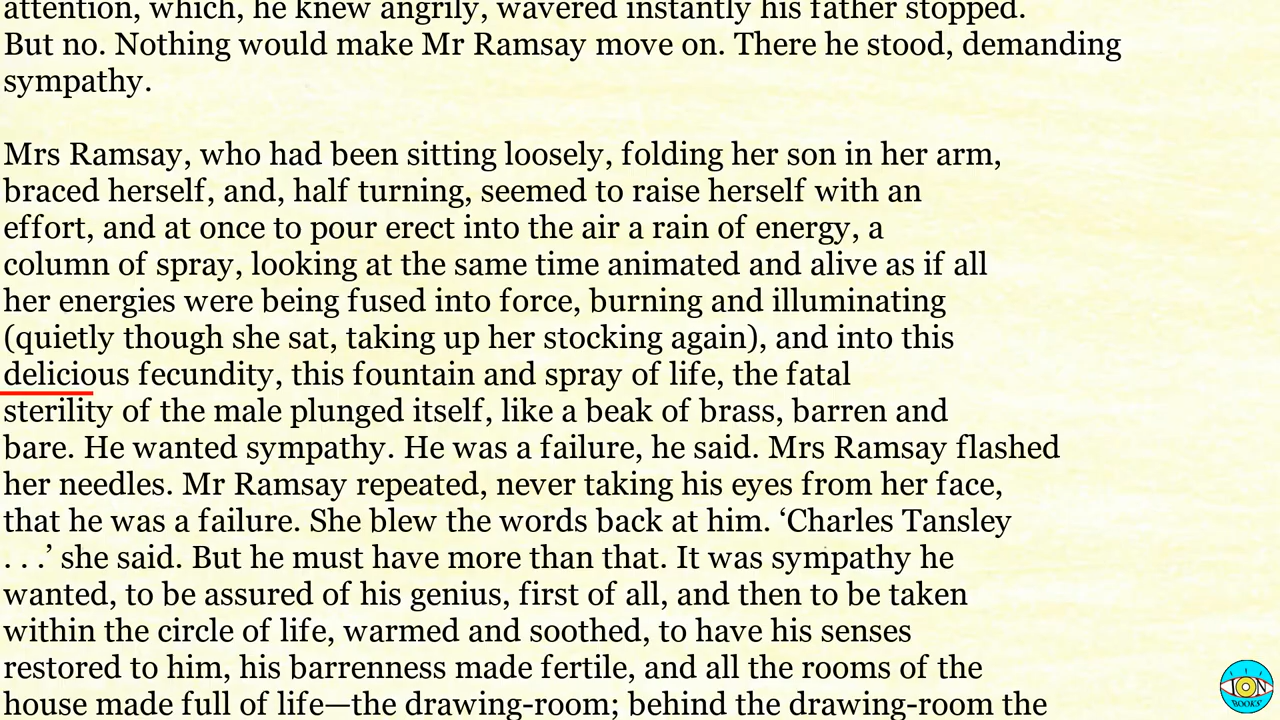 attention, which, he knew angrily, wavered instantly his father stopped.
But no. Nothing would make Mr Ramsay move on. There he stood, demanding
sympathy.
Mrs Ramsay, who had been sitting loosely, folding her son in her arm,
braced herself, and, half turning, seemed to raise herself with an
effort, and at once to pour erect into the air a rain of energy, a
column of spray, looking at the same time animated and alive as if all
her energies were being fused into force, burning and illuminating
(quietly though she sat, taking up her stocking again), and into this
delicious fecundity, this fountain and spray of life, the fatal
sterility of the male plunged itself, like a beak of brass, barren and
bare. He wanted sympathy. He was a failure, he said. Mrs Ramsay flashed
her needles. Mr Ramsay repeated, never taking his eyes from her face,
that he was a failure. She blew the words back at him. ‘Charles Tansley
. . .’ she said. But he must have more than that. It was sympathy he
wanted, to be assured of his genius, first of all, and then to be taken
within the circle of life, warmed and soothed, to have his senses
restored to him, his barrenness made fertile, and all the rooms of the
house made full of life—the drawing-room; behind the drawing-room the
ION
BOOKS